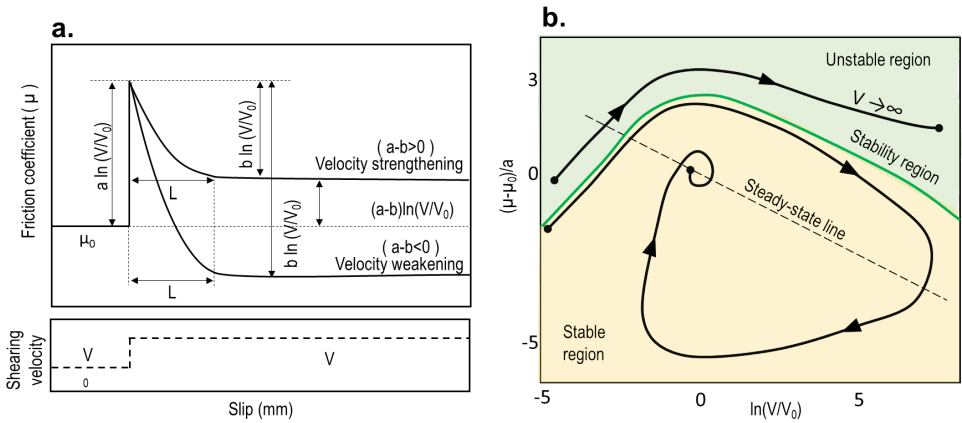 a.
Friction coefficient ( μ )
a ln (V/V₀)
b ln (V/V₀)
b ln (V/V₀)
( a-b>0 )
Velocity strengthening
L
(a-b)ln(V/V₀)
μ₀
( a-b<0 )
Velocity weakening
L
Shearing
velocity
V
0
V
Slip (mm)
b.
(μ-μ₀)/a
3
0
-5
Unstable region
V →∞
Stability region
Steady-state line
Stable
region
-5
0
5
ln(V/V₀)